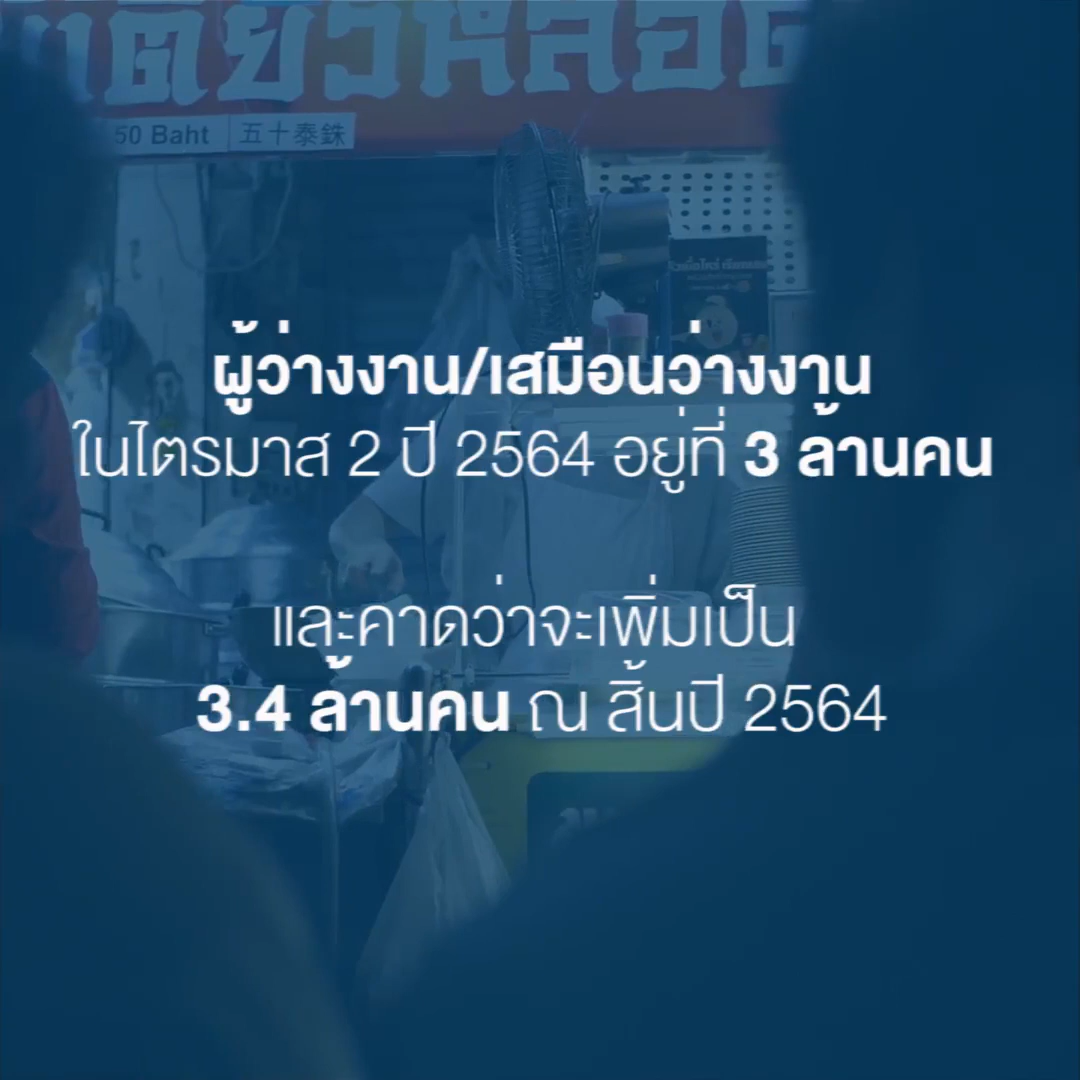 50 Baht 五十泰銖
ผู้ว่างงาน/เสมือนว่างงาน
ในไตรมาส 2 ปี 2564 อยู่ที่ 3 ล้านคน
และคาดว่าจะเพิ่มเป็น
3.4 ล้านคน ณ สิ้นปี 2564